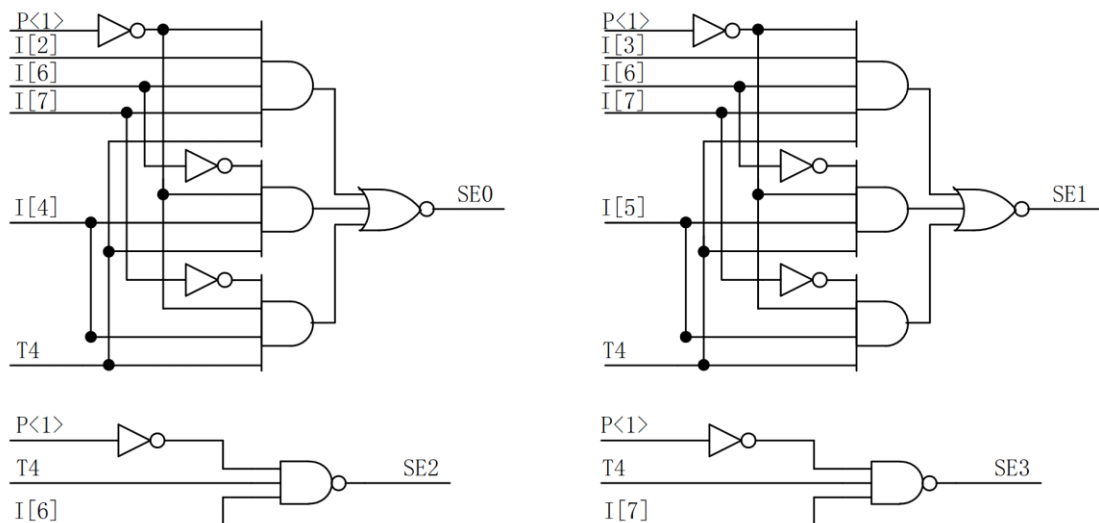 P<1>
I[2]
I[6]
I[7]
I[4]
SE0
T4
P<1>
I[3]
I[6]
I[7]
I[5]
SE1
T4
P<1>
T4
SE2
I[6]
P<1>
T4
SE3
I[7]